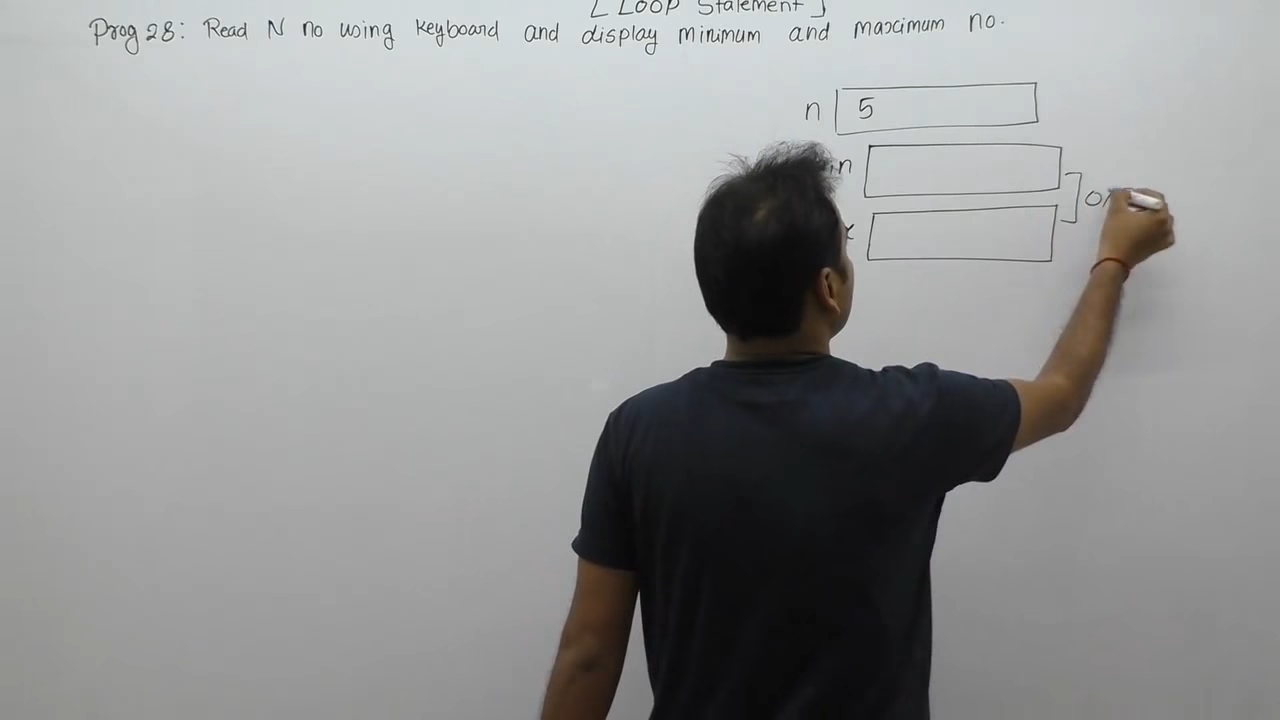 [ Loop Statement ]
Prog 28: Read N no using keyboard and display minimum and maximum no.
n 5